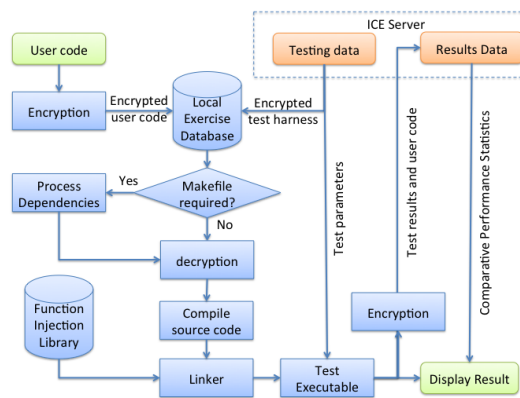 ICE Server
User code
Testing data
Results Data
Encryption
Encrypted
user code
Local
Exercise
Database
Encrypted
test harness
Process
Dependencies
Yes
Makefile
required?
No
Test parameters
Test results and user code
Comparative Performance Statistics
decryption
Function
Injection
Library
Compile
source code
Encryption
Linker
Test
Executable
Display Result